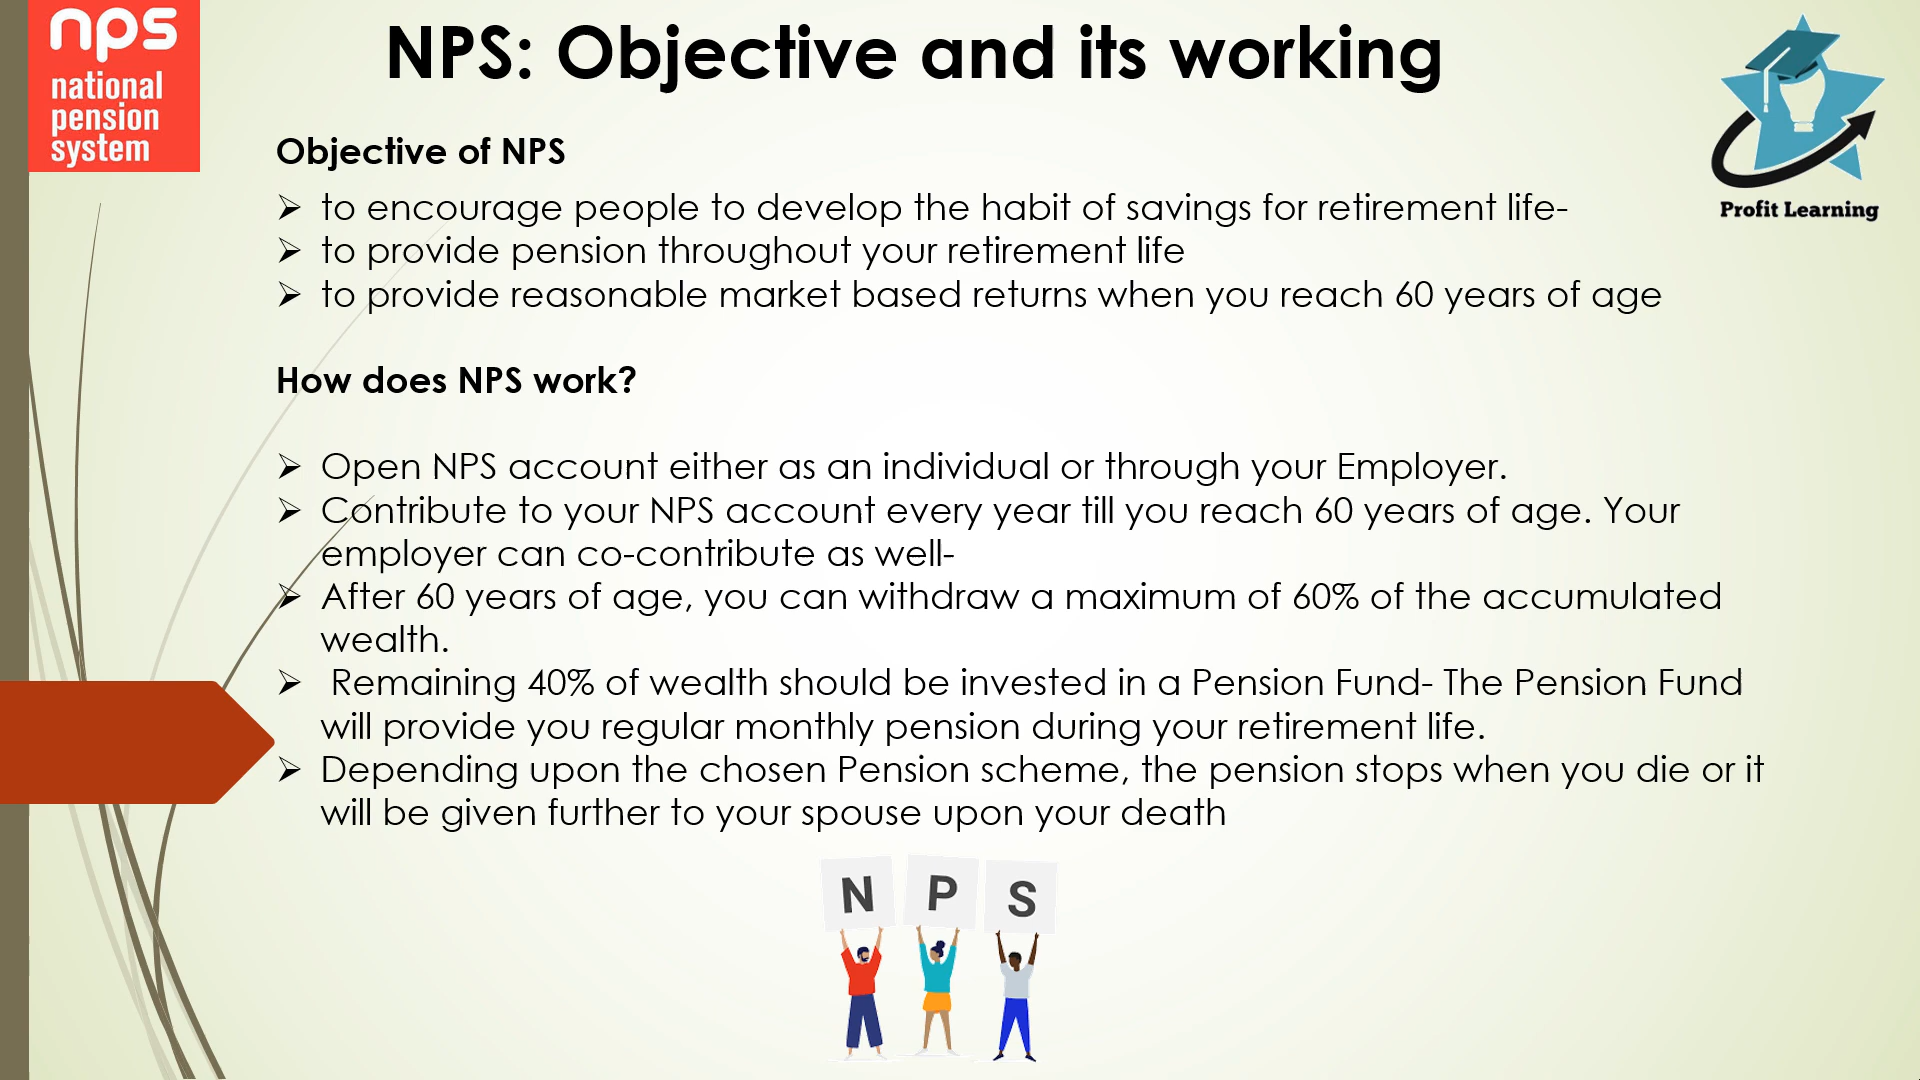 nps
national
pension
system
NPS: Objective and its working
Profit Learning
Objective of NPS
➢ to encourage people to develop the habit of savings for retirement life-
➢ to provide pension throughout your retirement life
➢ to provide reasonable market based returns when you reach 60 years of age
How does NPS work?
➢ Open NPS account either as an individual or through your Employer.
➢ Contribute to your NPS account every year till you reach 60 years of age. Your
employer can co-contribute as well-
➢ After 60 years of age, you can withdraw a maximum of 60% of the accumulated
wealth.
➢ Remaining 40% of wealth should be invested in a Pension Fund- The Pension Fund
will provide you regular monthly pension during your retirement life.
➢ Depending upon the chosen Pension scheme, the pension stops when you die or it
will be given further to your spouse upon your death
N P S